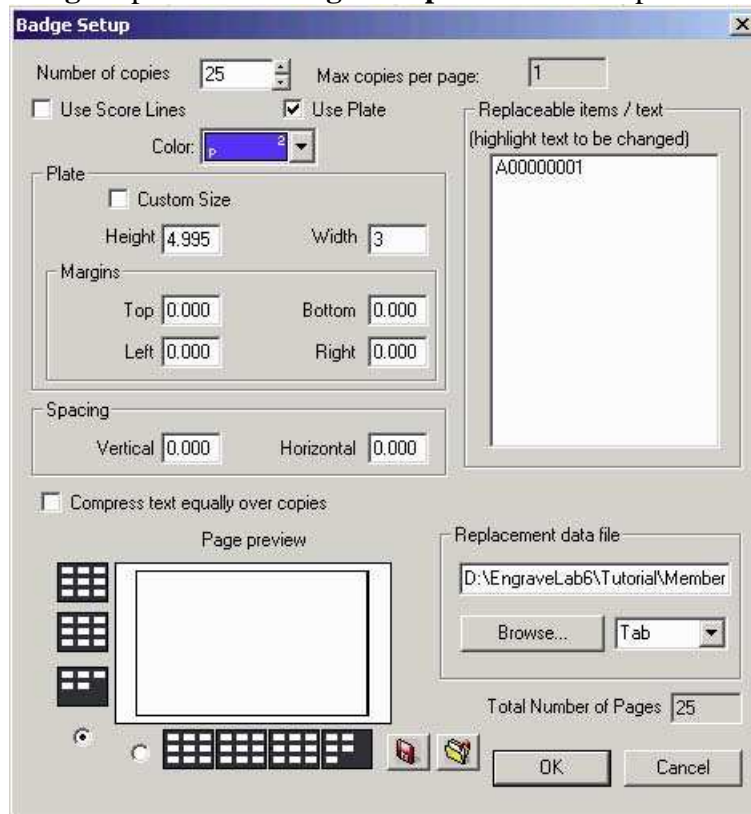 Badge Setup
Number of copies 25 Max copies per page: 1
Use Score Lines Use Plate
Color: P 2
Plate
Custom Size
Height 4.995 Width 3
Margins
Top 0.000 Bottom 0.000
Left 0.000 Right 0.000
Spacing
Vertical 0.000 Horizontal 0.000
Replaceable items / text
(highlight text to be changed)
A00000001
Compress text equally over copies
Page preview
Replacement data file
D:\EngraveLab6\Tutorial\Member
Browse... Tab
Total Number of Pages 25
OK Cancel